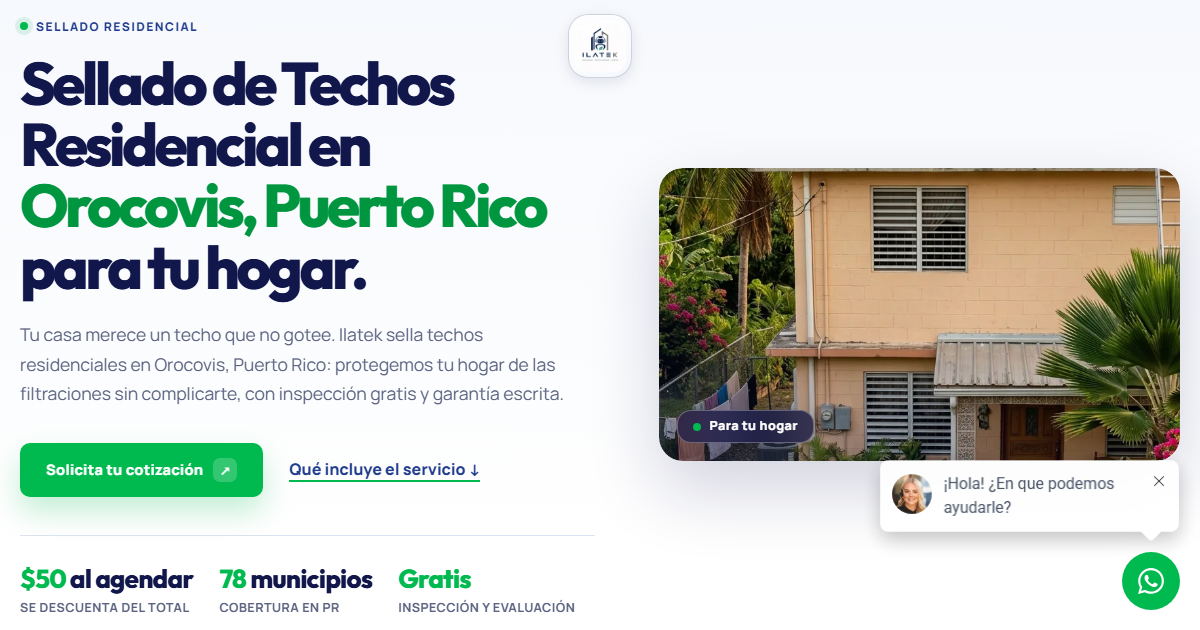 SELLADO RESIDENCIAL
ILATEK
Sellado de Techos
Residencial en
Orocovis, Puerto Rico
para tu hogar.
Tu casa merece un techo que no gotee. Ilatek sella techos
residenciales en Orocovis, Puerto Rico: protegemos tu hogar de las
filtraciones sin complicarte, con inspección gratis y garantía escrita.
Solicita tu cotización ↗
Qué incluye el servicio ↓
Para tu hogar
¡Hola! ¿En que podemos
ayudarle?
$50 al agendar
SE DESCUENTA DEL TOTAL
78 municipios
COBERTURA EN PR
Gratis
INSPECCIÓN Y EVALUACIÓN